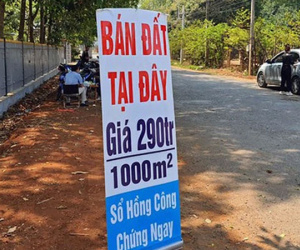 BÁN ĐẤT
TẠI ĐÂY
Giá 290tr
1000m²
Sổ Hồng Công
Chứng Ngay